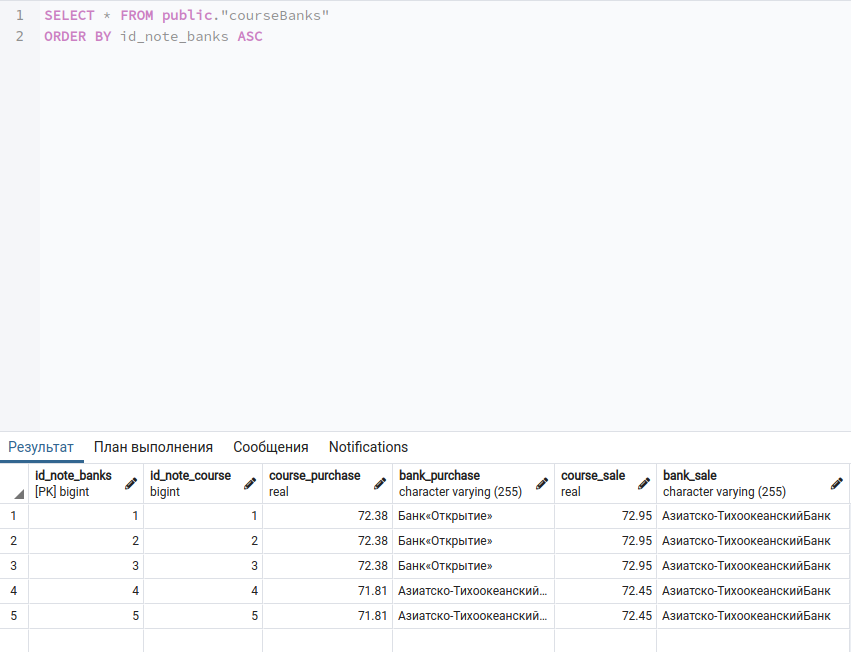 1 SELECT * FROM public."courseBanks"
2 ORDER BY id_note_banks ASC
Результат План выполнения Сообщения Notifications
id_note_banks id_note_course course_purchase bank_purchase course_sale bank_sale
[PK] bigint bigint real character varying (255) real character varying (255)
1 1 1 72.38 Банк«Открытие» 72.95 Азиатско-ТихоокеанскийБанк
2 2 2 72.38 Банк«Открытие» 72.95 Азиатско-ТихоокеанскийБанк
3 3 3 72.38 Банк«Открытие» 72.95 Азиатско-ТихоокеанскийБанк
4 4 4 71.81 Азиатско-Тихоокеанский... 72.45 Азиатско-ТихоокеанскийБанк
5 5 5 71.81 Азиатско-Тихоокеанский... 72.45 Азиатско-ТихоокеанскийБанк